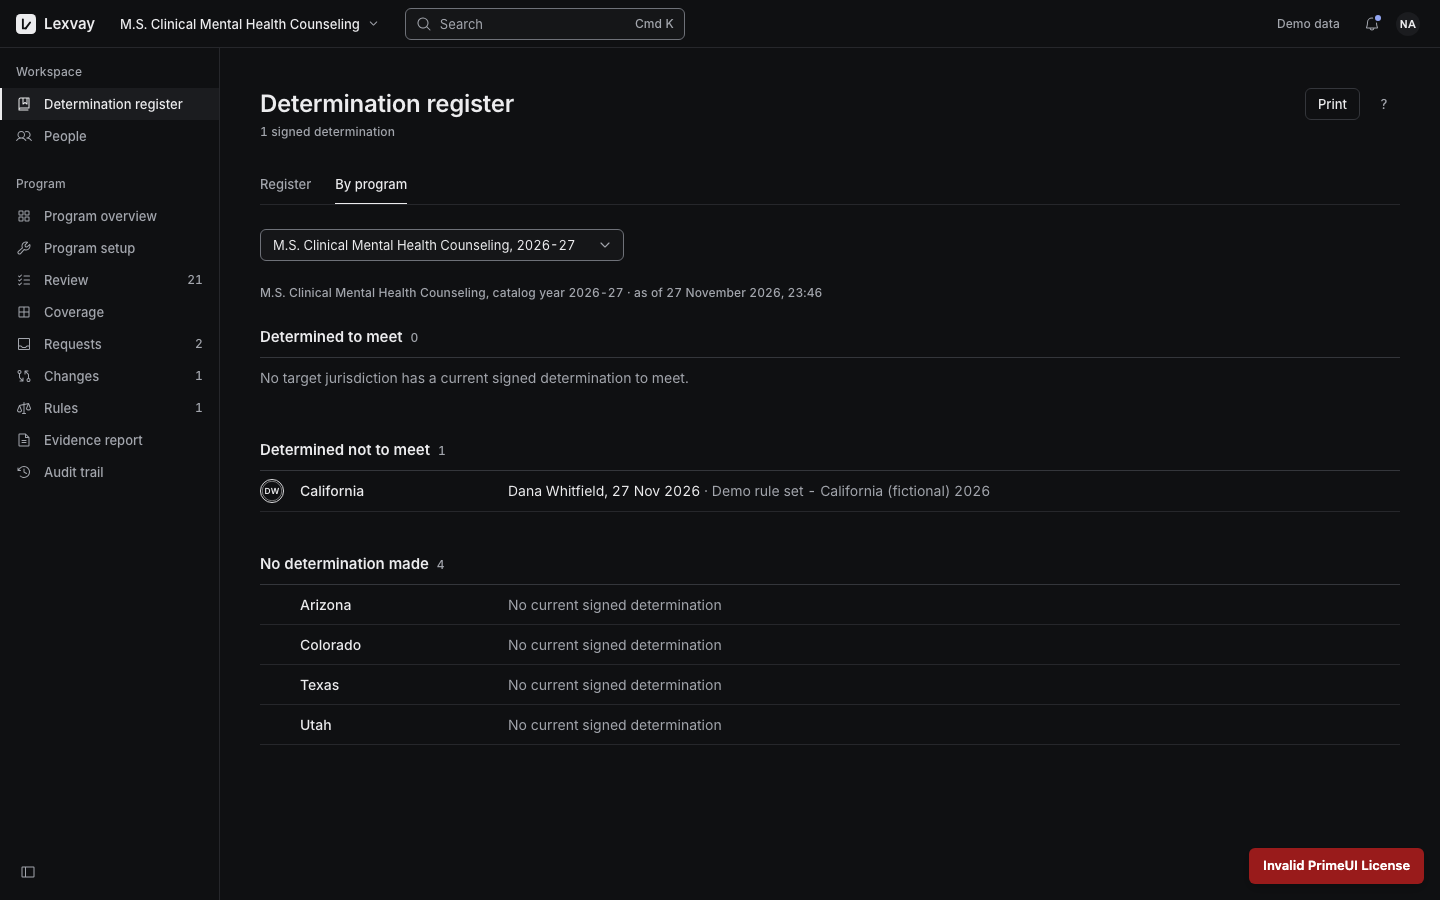 Lexvay
M.S. Clinical Mental Health Counseling
Search
Cmd K
Demo data
NA
Workspace
Determination register
People
Program
Program overview
Program setup
Review 21
Coverage
Requests 2
Changes 1
Rules 1
Evidence report
Audit trail
Determination register
1 signed determination
Print
?
Register
By program
M.S. Clinical Mental Health Counseling, 2026-27
M.S. Clinical Mental Health Counseling, catalog year 2026-27 · as of 27 November 2026, 23:46
Determined to meet 0
No target jurisdiction has a current signed determination to meet.
Determined not to meet 1
DW California Dana Whitfield, 27 Nov 2026 · Demo rule set - California (fictional) 2026
No determination made 4
Arizona No current signed determination
Colorado No current signed determination
Texas No current signed determination
Utah No current signed determination
Invalid PrimeUI License